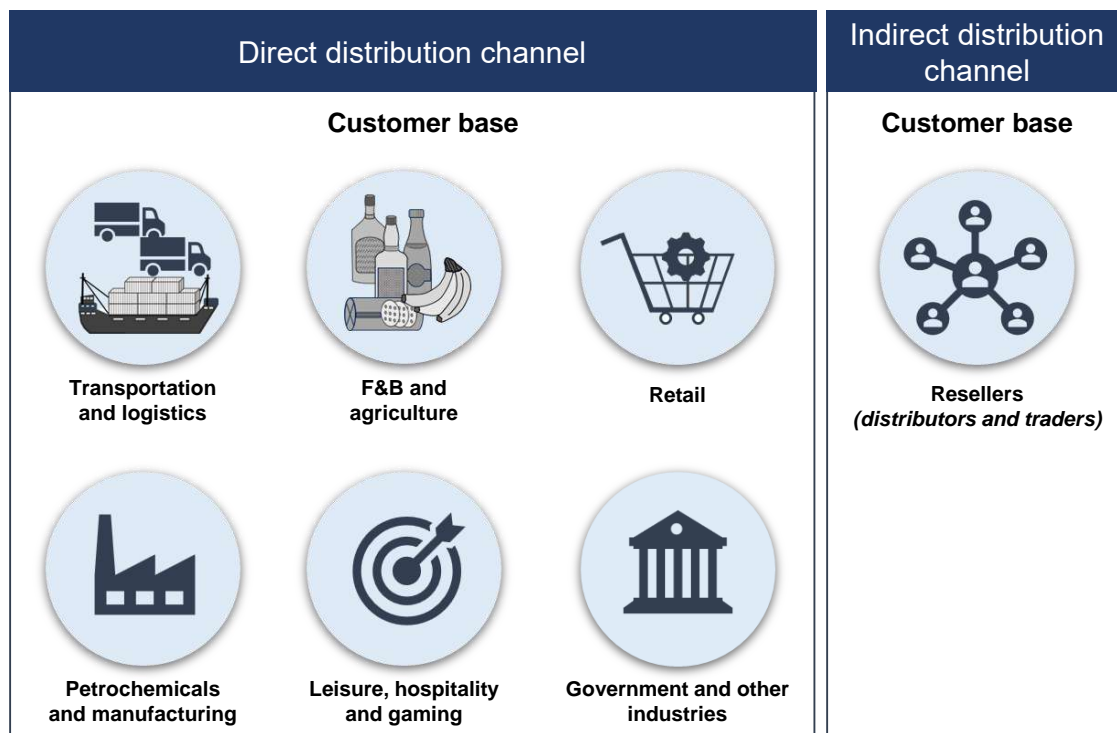 Direct distribution channel
Customer base
Transportation
and logistics
F&B and
agriculture
Retail
Petrochemicals
and manufacturing
Leisure, hospitality
and gaming
Government and other
industries
Indirect distribution
channel
Customer base
Resellers
(distributors and traders)